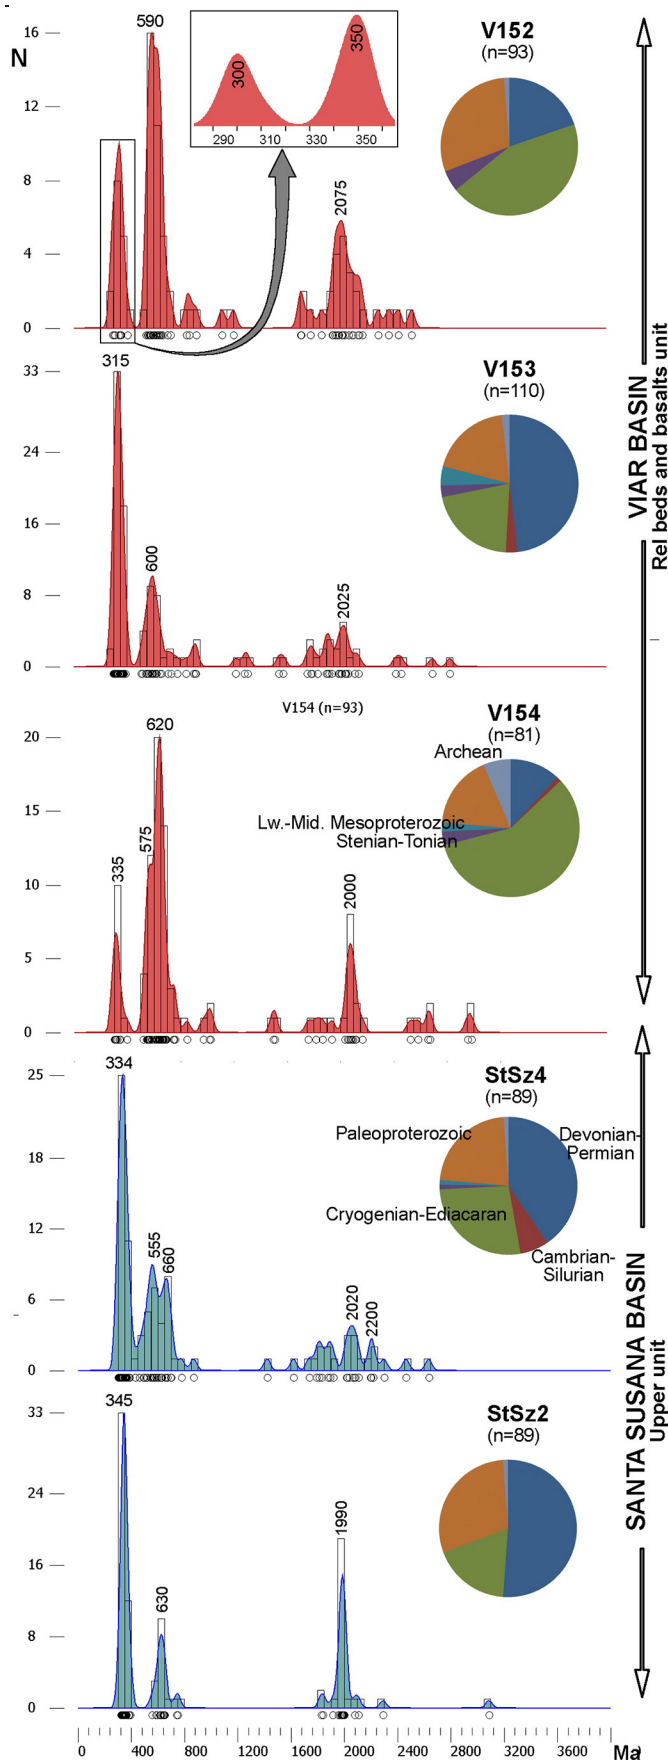 N
16
12
8
4
0
590
300
350
290 310 330 350
2075
V152
(n=93)
VIAR BASIN
Rel beds and basalts unit
33
24
16
8
0
315
600
2025
V153
(n=110)
V154 (n=93)
20
15
10
5
0
335
575
620
2000
V154
(n=81)
Archean
Lw.-Mid. Mesoproterozoic
Stenian-Tonian
25
18
12
6
0
334
555
660
2020
2200
StSz4
(n=89)
Paleoproterozoic
Devonian-
Permian
Cryogenian-Ediacaran
Cambrian-
Silurian
SANTA SUSANA BASIN
Upper unit
33
24
16
8
0
345
630
1990
StSz2
(n=89)
0 400 800 1200 1600 2000 2400 2800 3600 Ma